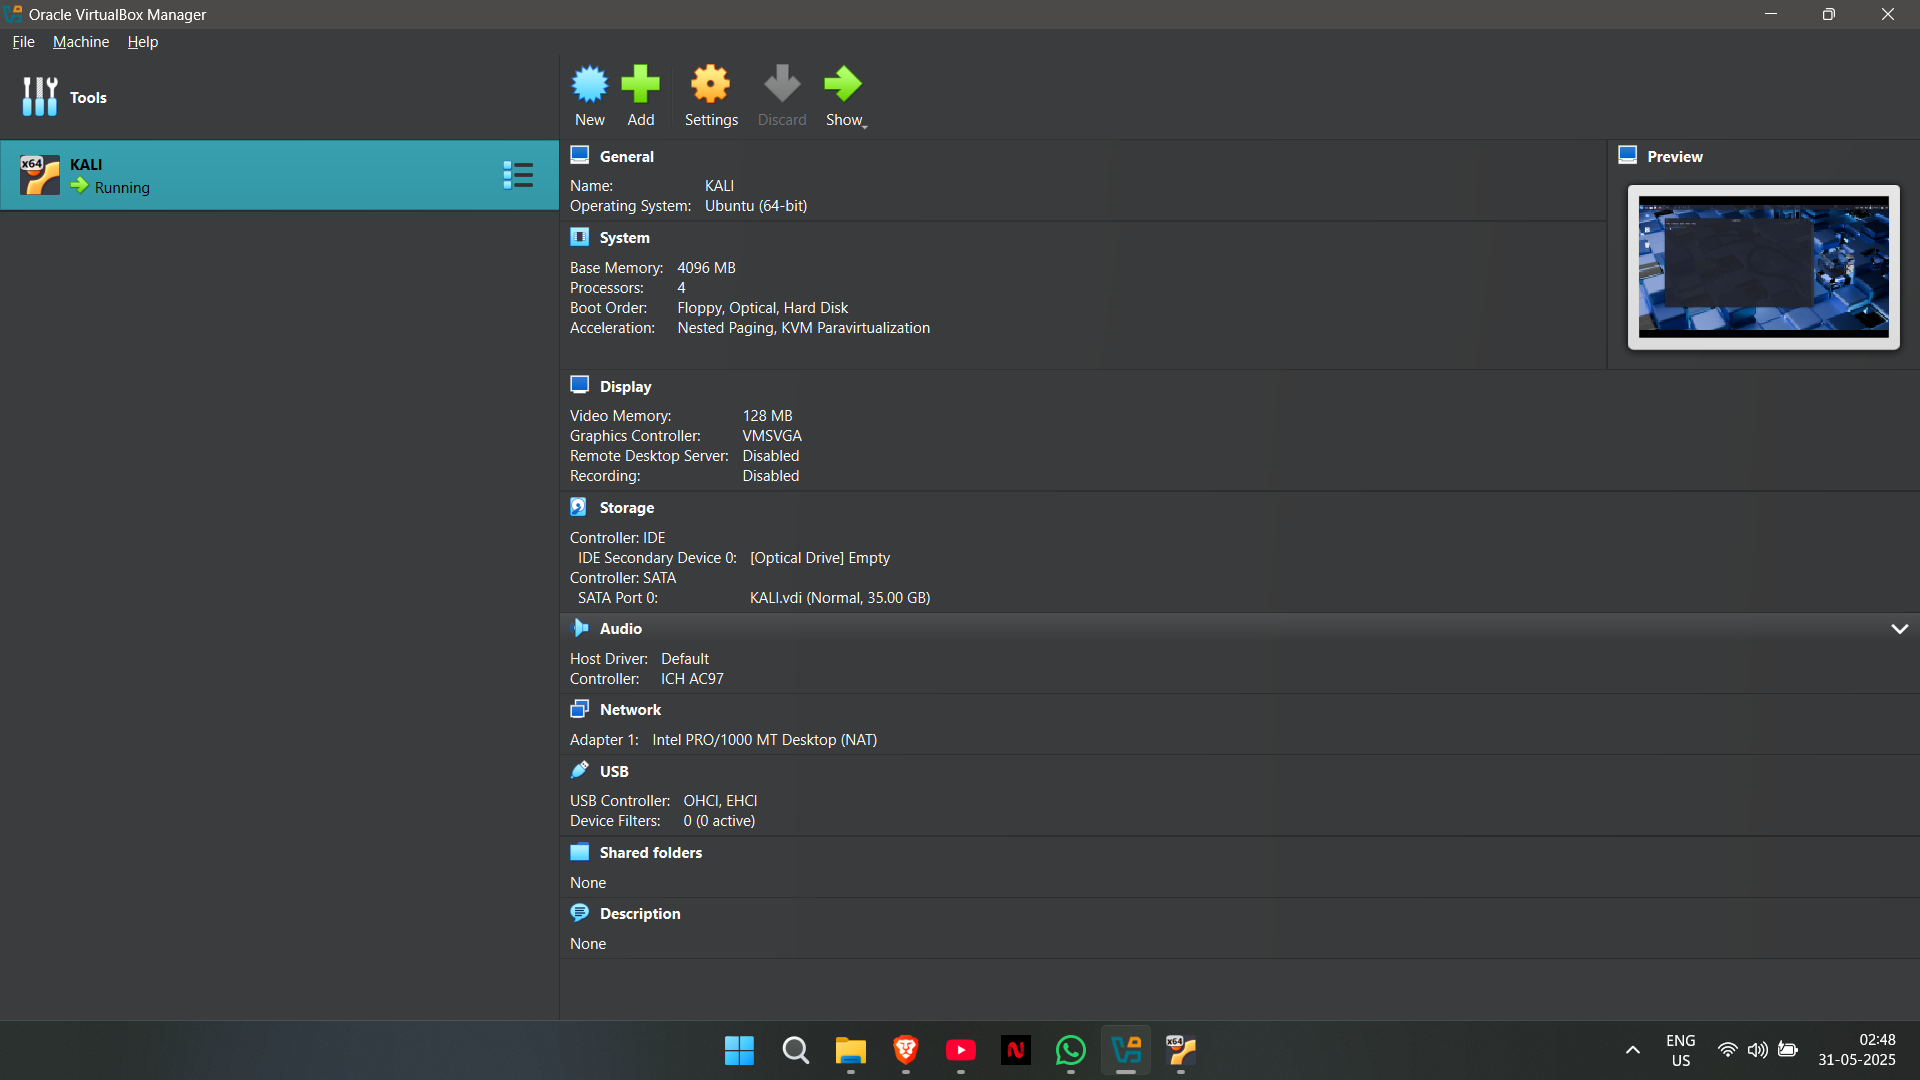 Oracle VirtualBox Manager
File Machine Help
Tools
New Add Settings Discard Show
x64 KALI
Running
General
Name: KALI
Operating System: Ubuntu (64-bit)
Preview
System
Base Memory: 4096 MB
Processors: 4
Boot Order: Floppy, Optical, Hard Disk
Acceleration: Nested Paging, KVM Paravirtualization
Display
Video Memory: 128 MB
Graphics Controller: VMSVGA
Remote Desktop Server: Disabled
Recording: Disabled
Storage
Controller: IDE
IDE Secondary Device 0: [Optical Drive] Empty
Controller: SATA
SATA Port 0: KALI.vdi (Normal, 35.00 GB)
Audio
Host Driver: Default
Controller: ICH AC97
Network
Adapter 1: Intel PRO/1000 MT Desktop (NAT)
USB
USB Controller: OHCI, EHCI
Device Filters: 0 (0 active)
Shared folders
None
Description
None
N
x64
ENG
US
02:48
31-05-2025